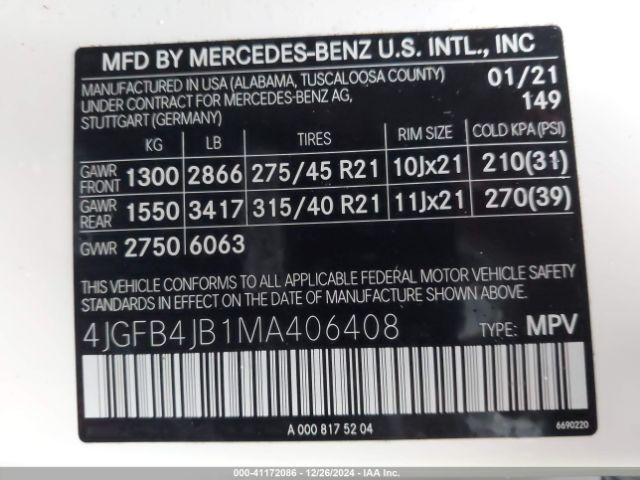 MFD BY MERCEDES-BENZ U.S. INTL., INC
MANUFACTURED IN USA (ALABAMA, TUSCALOOSA COUNTY) 01/21
UNDER CONTRACT FOR MERCEDES-BENZ AG, 149
STUTTGART (GERMANY)
KG LB TIRES RIM SIZE COLD KPA(PSI)
GAWR FRONT 1300 2866 275/45 R21 10Jx21 210(31)
GAWR REAR 1550 3417 315/40 R21 11Jx21 270(39)
GVWR 2750 6063
THIS VEHICLE CONFORMS TO ALL APPLICABLE FEDERAL MOTOR VEHICLE SAFETY
STANDARDS IN EFFECT ON THE DATE OF MANUFACTURE SHOWN ABOVE.
4JGFB4JB1MA406408 TYPE: MPV
A 000 817 52 04
6690220
000-41172086 - 12/26/2024 - IAA Inc.